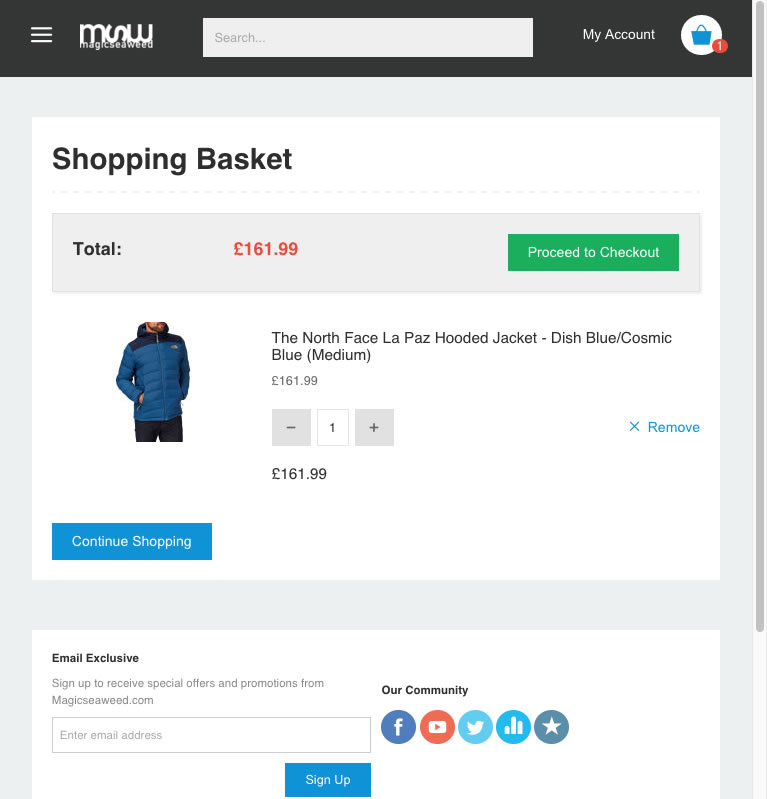 msw
magicseaweed
Search...
My Account
1
Shopping Basket
Total:
£161.99
Proceed to Checkout
The North Face La Paz Hooded Jacket - Dish Blue/Cosmic
Blue (Medium)
£161.99
− 1 +
× Remove
£161.99
Continue Shopping
Email Exclusive
Sign up to receive special offers and promotions from
Magicseaweed.com
Enter email address
Sign Up
Our Community
f